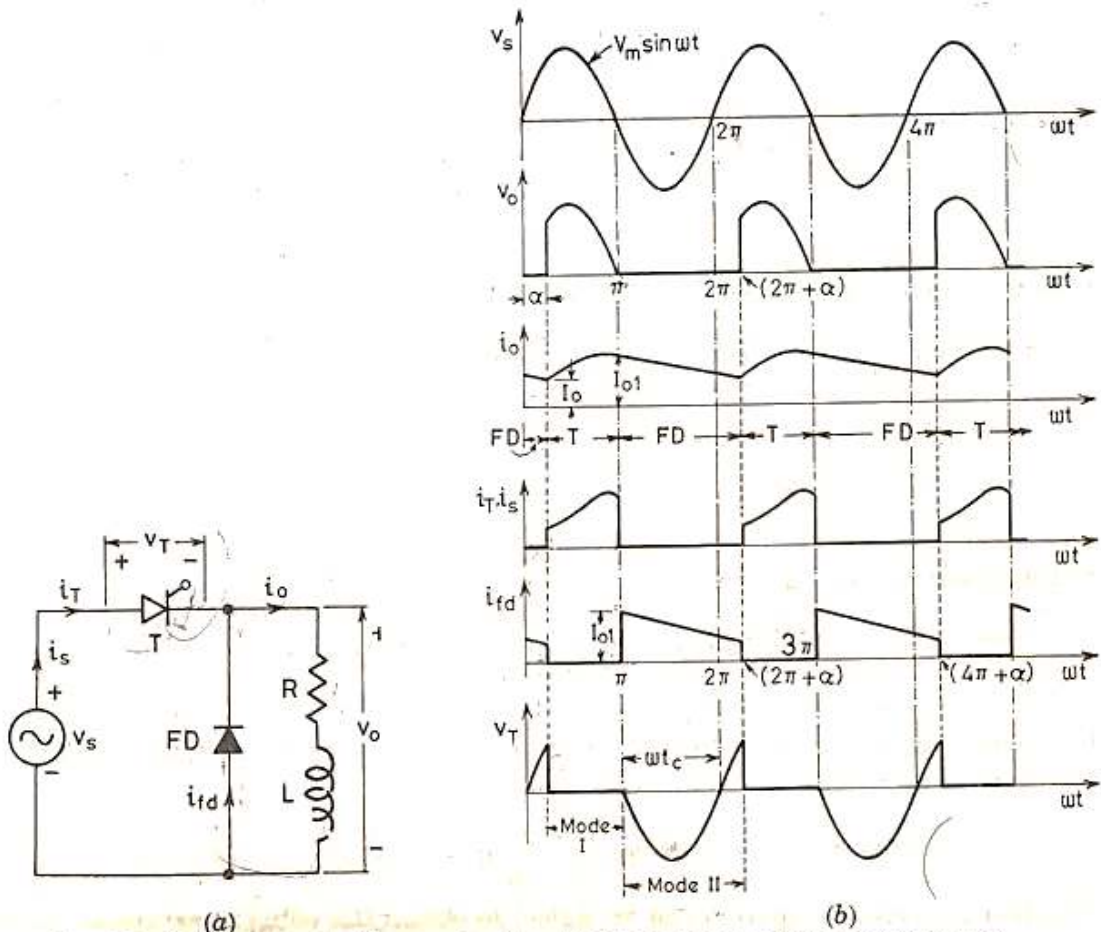 v_T
+ −
i_T
T
i_o
i_s
+
v_s
−
FD
i_fd
R
L
+
v_o
−
(a)
v_s
V_m sin ωt
2π
4π
ωt
v_o
α
π
2π
(2π+α)
ωt
i_o
I_o
I_o1
FD
T
FD
T
FD
T
ωt
i_T, i_s
ωt
i_fd
I_o1
3π
π
2π
(2π+α)
(4π+α)
ωt
v_T
ωt_c
ωt
Mode
I
Mode II
(b)